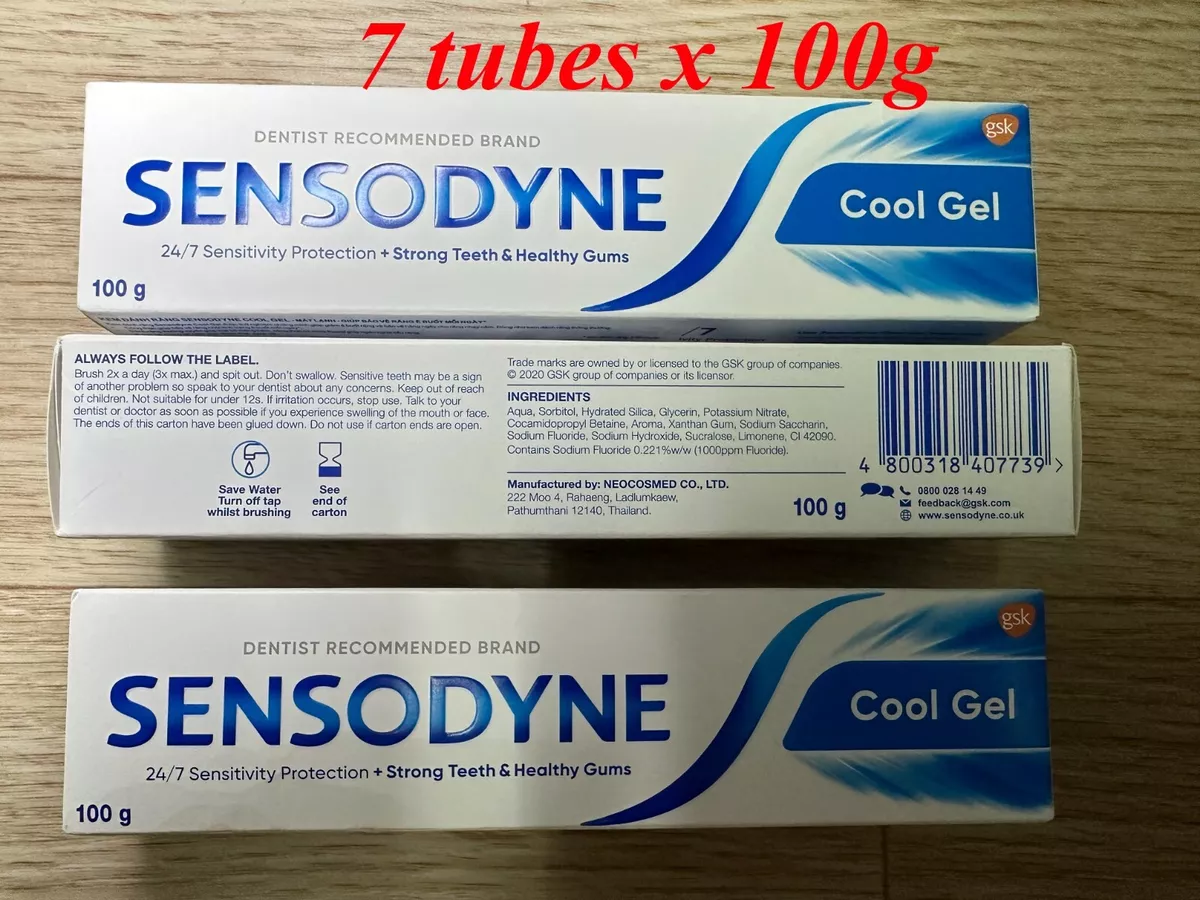 7 tubes x 100g
DENTIST RECOMMENDED BRAND
SENSODYNE
24/7 Sensitivity Protection + Strong Teeth & Healthy Gums
100 g
gsk
Cool Gel
ALWAYS FOLLOW THE LABEL.
Brush 2x a day (3x max.) and spit out. Don't swallow. Sensitive teeth may be a sign
of another problem so speak to your dentist about any concerns. Keep out of reach
of children. Not suitable for under 12s. If irritation occurs, stop use. Talk to your
dentist or doctor as soon as possible if you experience swelling of the mouth or face.
The ends of this carton have been glued down. Do not use if carton ends are open.
Save Water
Turn off tap
whilst brushing
See
end of
carton
Trade marks are owned by or licensed to the GSK group of companies.
© 2020 GSK group of companies or its licensor.
INGREDIENTS
Aqua, Sorbitol, Hydrated Silica, Glycerin, Potassium Nitrate,
Cocamidopropyl Betaine, Aroma, Xanthan Gum, Sodium Saccharin,
Sodium Fluoride, Sodium Hydroxide, Sucralose, Limonene, CI 42090.
Contains Sodium Fluoride 0.221%w/w (1000ppm Fluoride).
Manufactured by: NEOCOSMED CO., LTD.
222 Moo 4, Rahaeng, Ladlumkaew,
Pathumthani 12140, Thailand.
100 g
4 800318 407739 >
0800 028 14 49
feedback@gsk.com
www.sensodyne.co.uk
DENTIST RECOMMENDED BRAND
SENSODYNE
24/7 Sensitivity Protection + Strong Teeth & Healthy Gums
100 g
gsk
Cool Gel